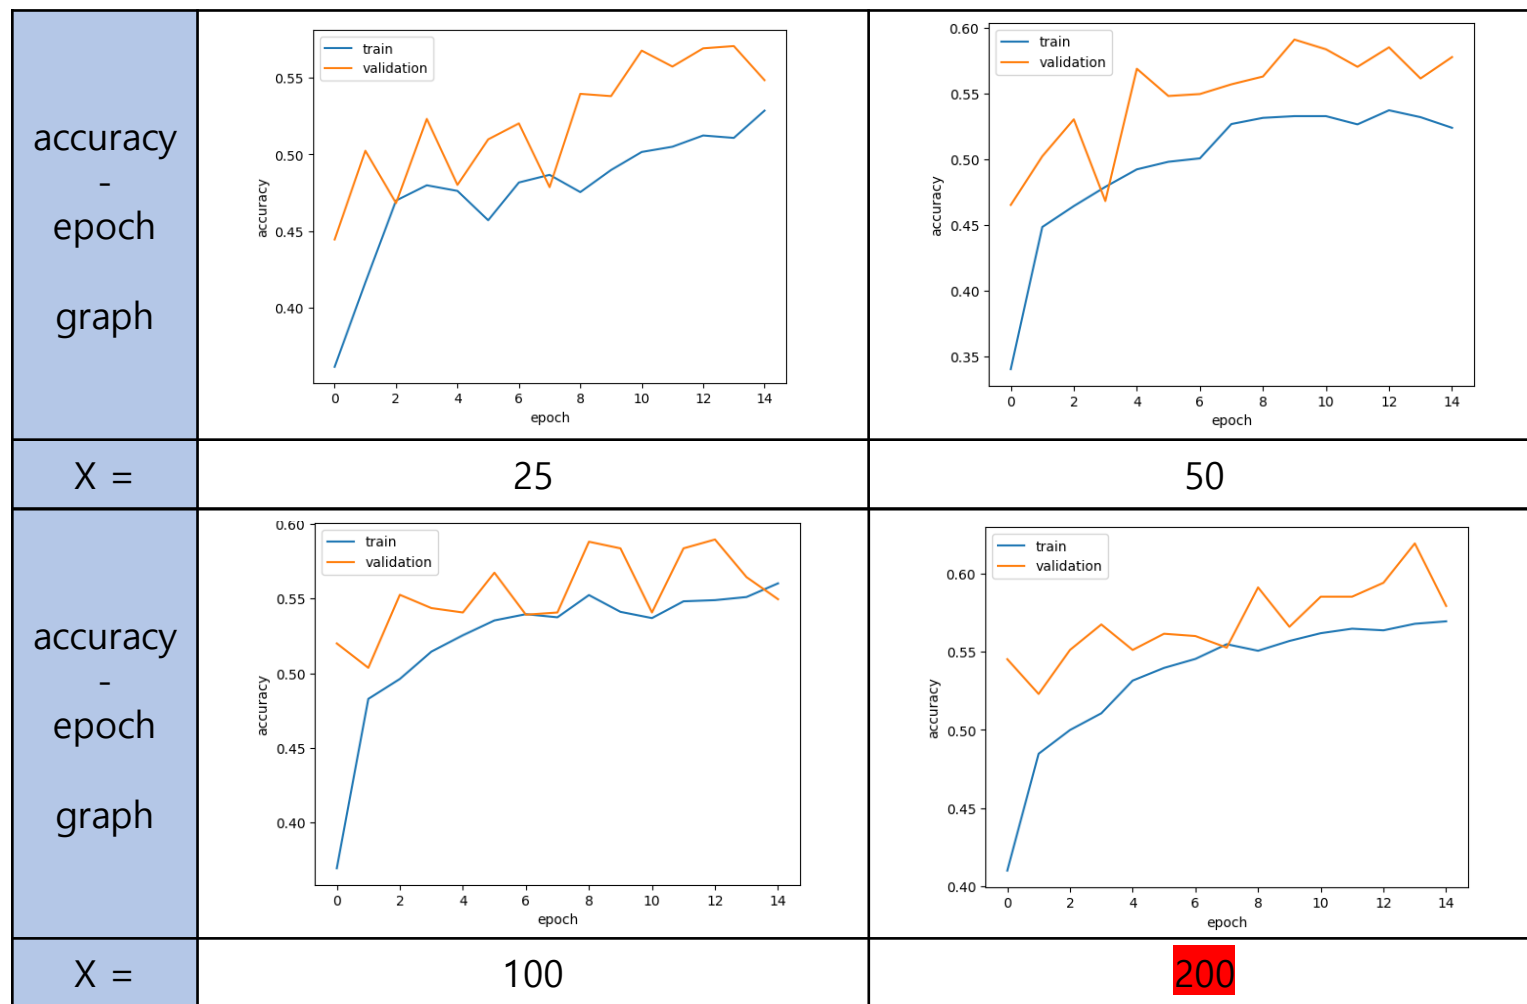 accuracy
-
epoch
graph
train
validation
0.55
0.50
0.45
0.40
accuracy
0 2 4 6 8 10 12 14
epoch
train
validation
0.60
0.55
0.50
0.45
0.40
0.35
accuracy
0 2 4 6 8 10 12 14
epoch
X = 25 50
accuracy
-
epoch
graph
train
validation
0.60
0.55
0.50
0.45
0.40
accuracy
0 2 4 6 8 10 12 14
epoch
train
validation
0.60
0.55
0.50
0.45
0.40
accuracy
0 2 4 6 8 10 12 14
epoch
X = 100 200